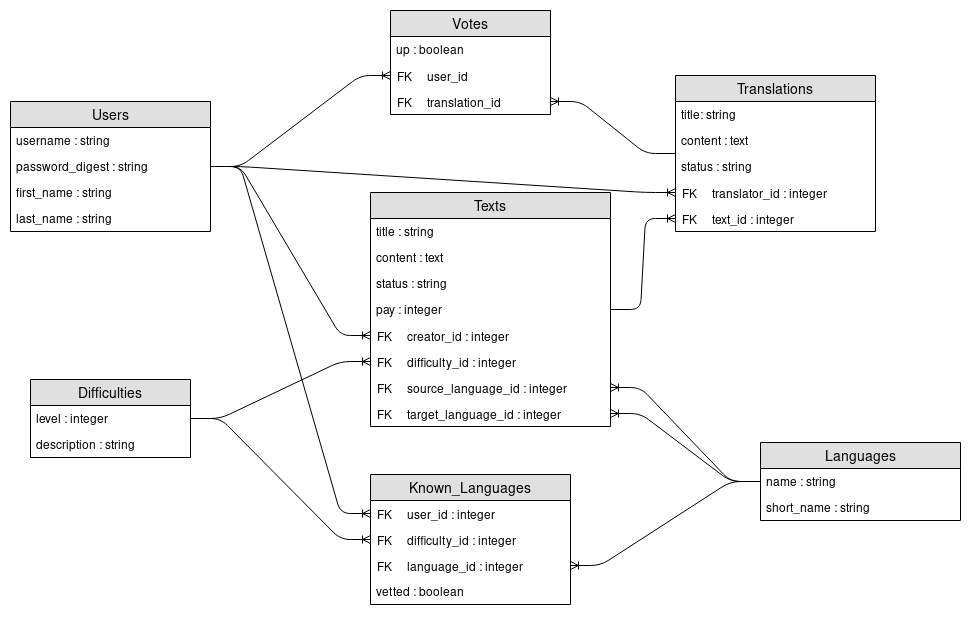 Votes
up : boolean
FK user_id
FK translation_id
Users
username : string
password_digest : string
first_name : string
last_name : string
Translations
title: string
content : text
status : string
FK translator_id : integer
FK text_id : integer
Texts
title : string
content : text
status : string
pay : integer
FK creator_id : integer
FK difficulty_id : integer
FK source_language_id : integer
FK target_language_id : integer
Difficulties
level : integer
description : string
Languages
name : string
short_name : string
Known_Languages
FK user_id : integer
FK difficulty_id : integer
FK language_id : integer
vetted : boolean